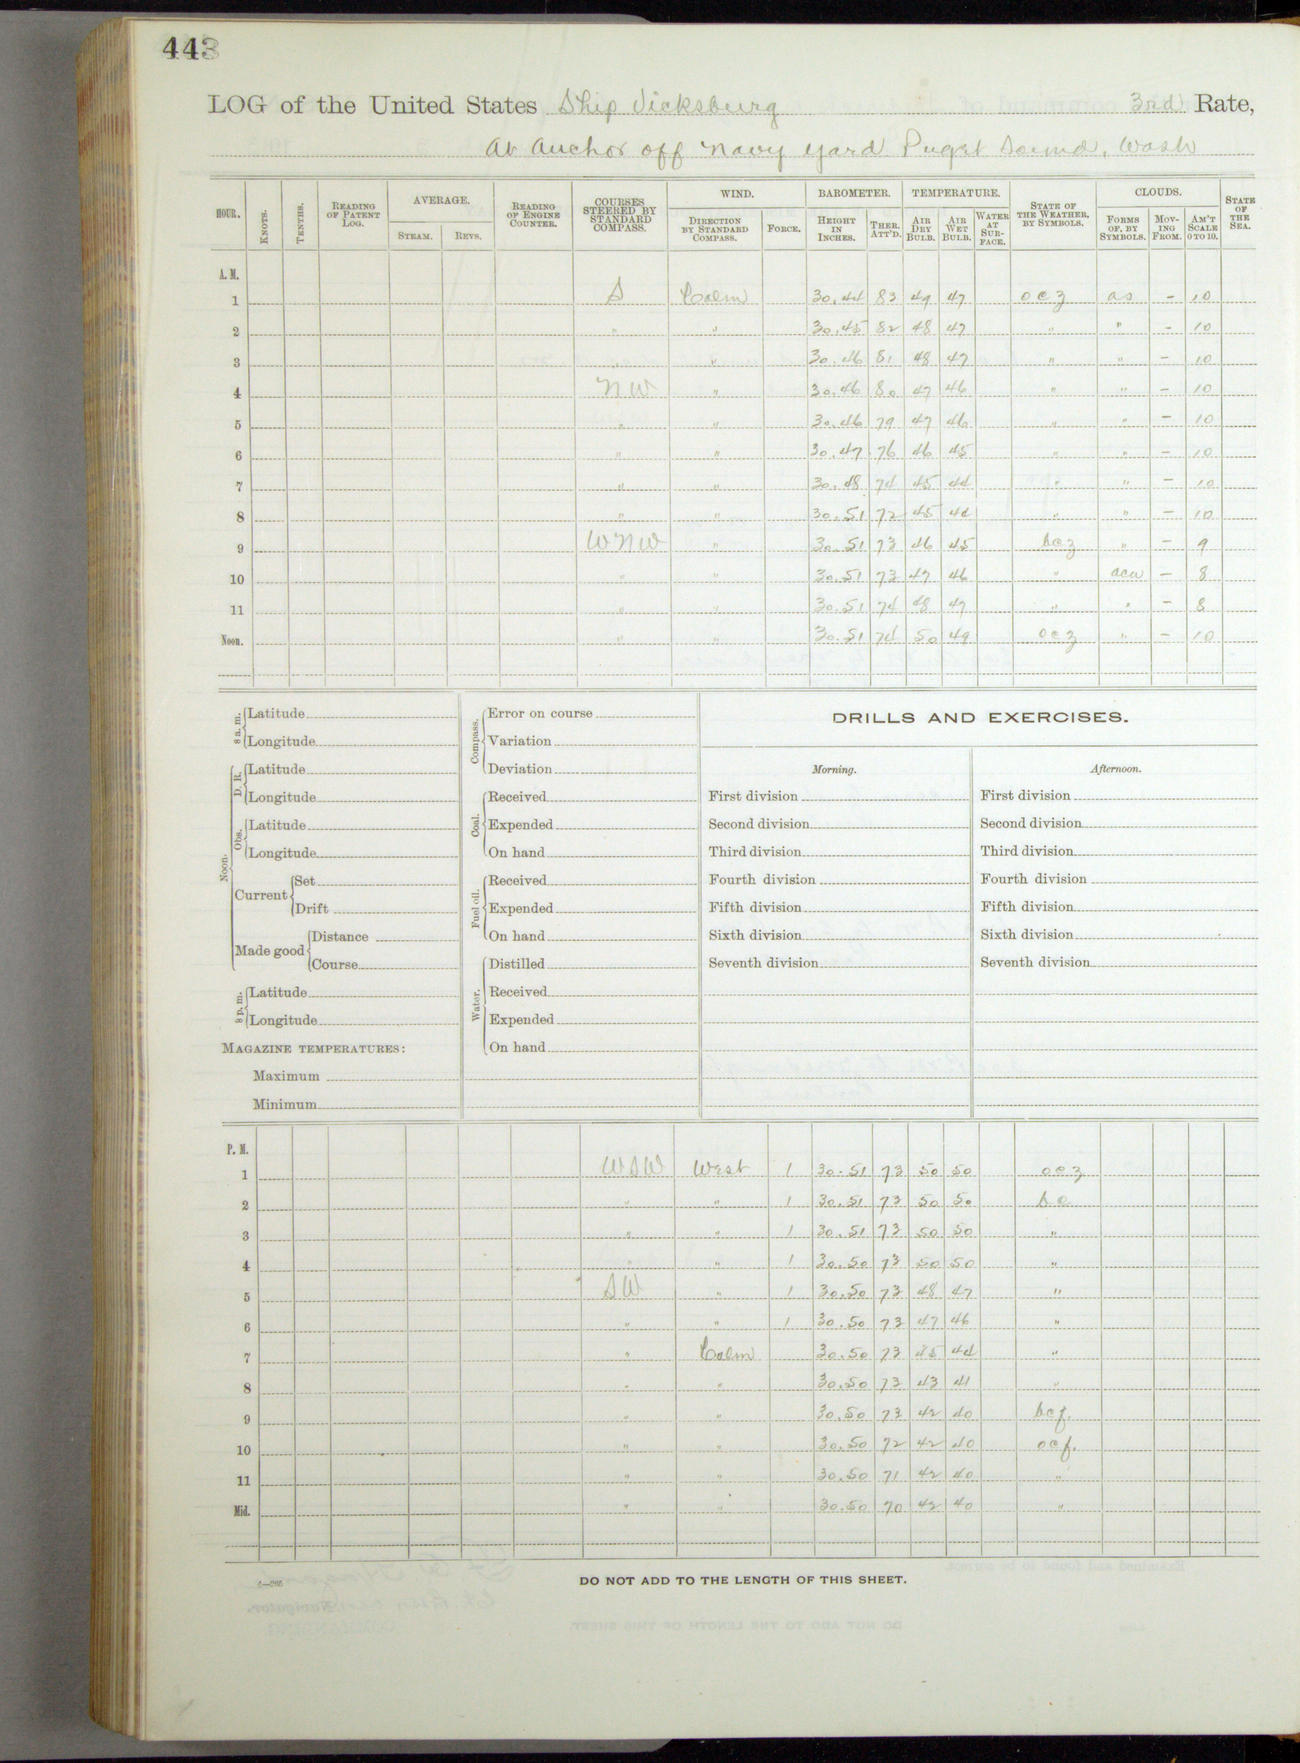 443
LOG of the United States Ship Vicksburg 3rd Rate,
At anchor off Navy Yard Puget Sound, Wash
HOUR. KNOTS. TENTHS. READING OF PATENT LOG. AVERAGE. STEAM. REVS. READING OF ENGINE COUNTER. COURSES STEERED BY STANDARD COMPASS. WIND. DIRECTION BY STANDARD COMPASS. FORCE. BAROMETER. HEIGHT IN INCHES. THER. ATT'D. TEMPERATURE. AIR DRY BULB. AIR WET BULB. WATER AT SURFACE. STATE OF THE WEATHER, BY SYMBOLS. CLOUDS. FORMS OF, BY SYMBOLS. MOVING FROM. AM'T SCALE 0 TO 10. STATE OF THE SEA.
A. M.
1 S Calm 30.44 83 49 47 ocz as - 10
2 " " 30.45 82 48 47 " " - 10
3 " " 30.46 81 48 47 " " - 10
4 NW " 30.46 80 47 46 " " - 10
5 " " 30.46 79 47 46 " " - 10
6 " " 30.47 76 46 45 " " - 10
7 " " 30.48 74 45 44 " " - 10
8 " " 30.51 72 45 44 " " - 10
9 WNW " 30.51 73 46 45 bcz " - 9
10 " " 30.51 73 47 46 " acu - 8
11 " " 30.51 74 48 47 " " - 8
Noon. " " 30.51 74 50 49 ocz " - 10
8 a. m. Latitude
Longitude
Noon. D. R. Latitude
Longitude
Obs. Latitude
Longitude
Current Set
Drift
Made good Distance
Course
8 p. m. Latitude
Longitude
MAGAZINE TEMPERATURES:
Maximum
Minimum
Compass. Error on course
Variation
Deviation
Coal. Received
Expended
On hand
Fuel oil. Received
Expended
On hand
Water. Distilled
Received
Expended
On hand
DRILLS AND EXERCISES.
Morning. Afternoon.
First division First division
Second division Second division
Third division Third division
Fourth division Fourth division
Fifth division Fifth division
Sixth division Sixth division
Seventh division Seventh division
P. M.
1 WSW West 1 30.51 73 50 50 ocz
2 " " 1 30.51 73 50 50 bc
3 " " 1 30.51 73 50 50 "
4 " " 1 30.50 73 50 50 "
5 SW " 1 30.50 73 48 47 "
6 " " 1 30.50 73 47 46 "
7 " Calm 30.50 73 45 44 "
8 " " 30.50 73 43 41 "
9 " " 30.50 73 42 40 bcf.
10 " " 30.50 72 42 40 ocf.
11 " " 30.50 71 42 40 "
Mid. " " 30.50 70 42 40 "
DO NOT ADD TO THE LENGTH OF THIS SHEET.